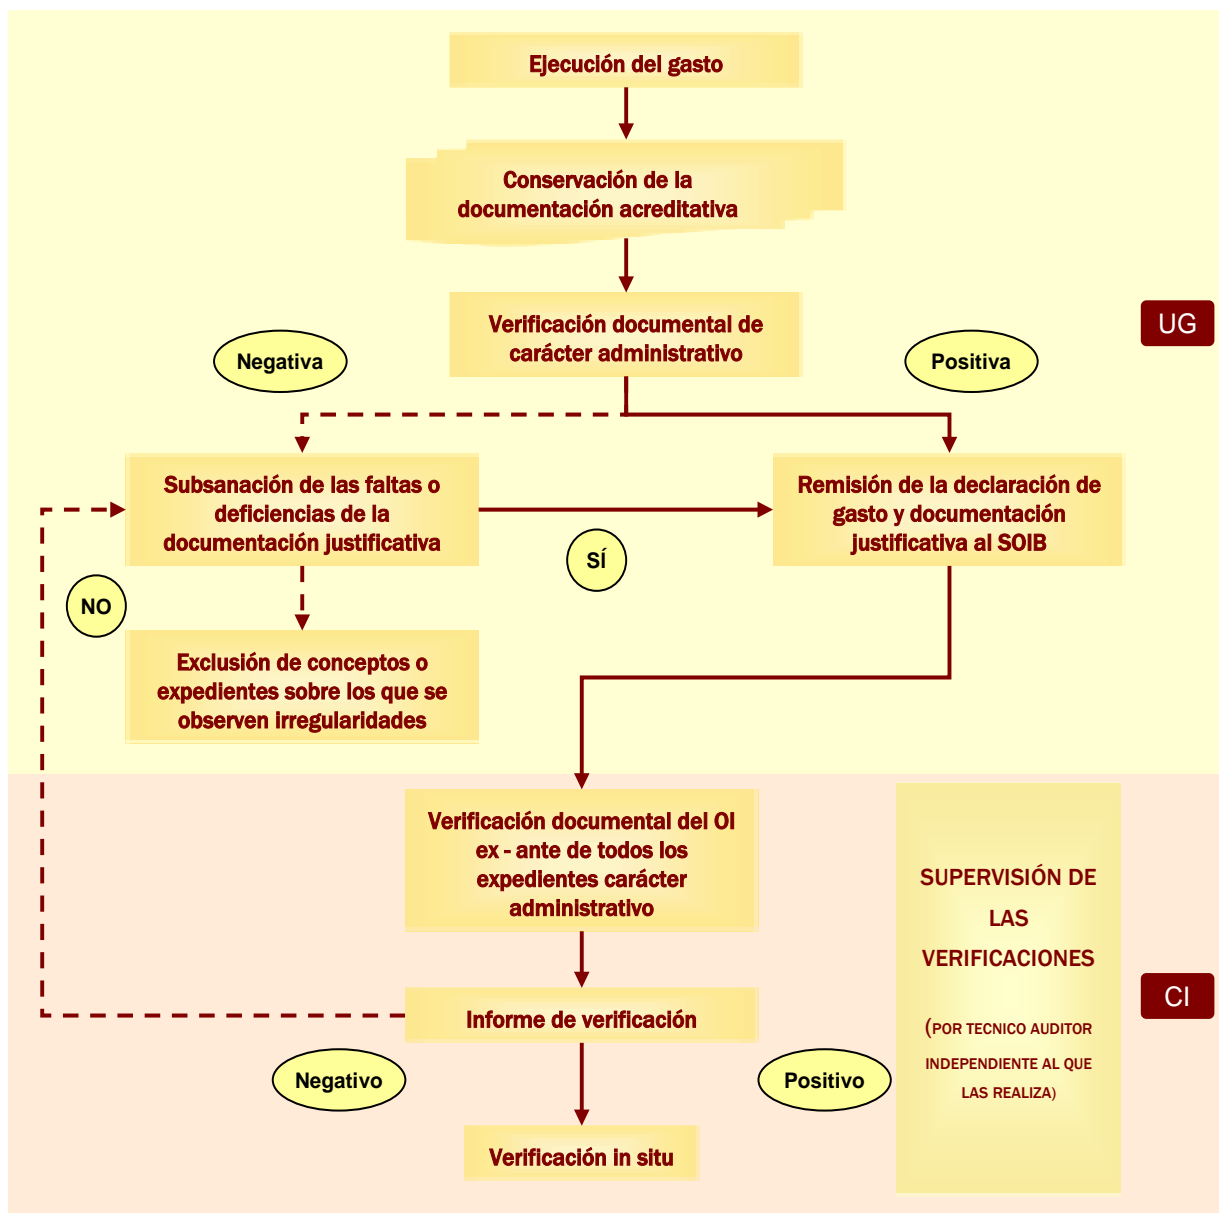 Ejecución del gasto
Conservación de la
documentación acreditativa
Verificación documental de
carácter administrativo
UG
Negativa
Positiva
Subsanación de las faltas o
deficiencias de la
documentación justificativa
Remisión de la declaración de
gasto y documentación
justificativa al SOIB
SÍ
NO
Exclusión de conceptos o
expedientes sobre los que se
observen irregularidades
Verificación documental del OI
ex - ante de todos los
expedientes carácter
administrativo
SUPERVISIÓN DE
LAS
VERIFICACIONES
(POR TECNICO AUDITOR
INDEPENDIENTE AL QUE
LAS REALIZA)
CI
Informe de verificación
Negativo
Positivo
Verificación in situ